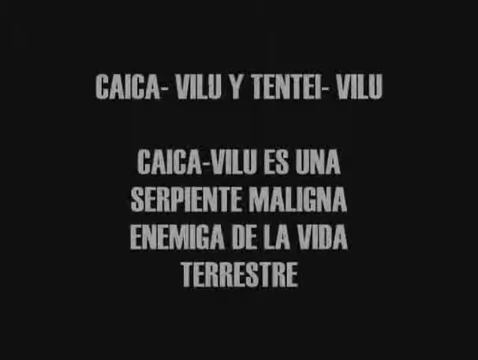 CAICA- VILU Y TENTEI- VILU
CAICA-VILU ES UNA
SERPIENTE MALIGNA
ENEMIGA DE LA VIDA
TERRESTRE